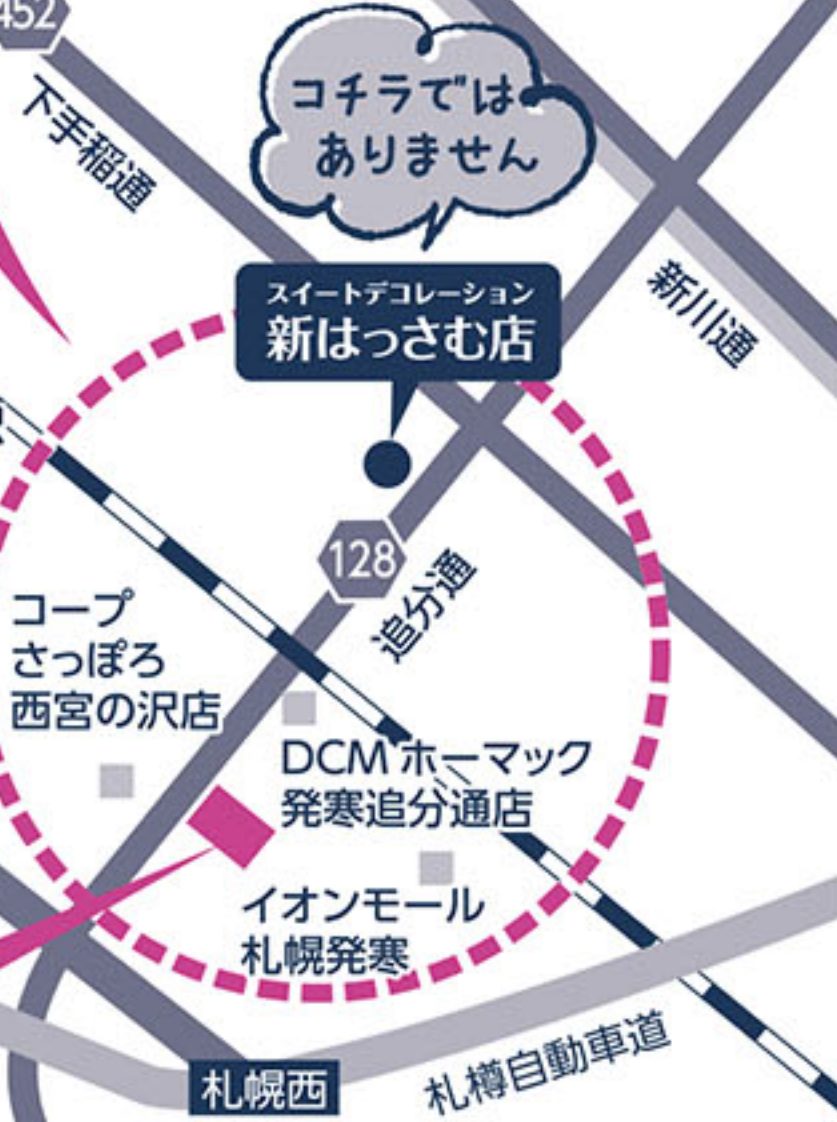 452
下手稲通
コチラでは
ありません
新川通
スイートデコレーション
新はっさむ店
128
追分通
コープ
さっぽろ
西宮の沢店
DCMホーマック
発寒追分通店
イオンモール
札幌発寒
札幌西
札樽自動車道